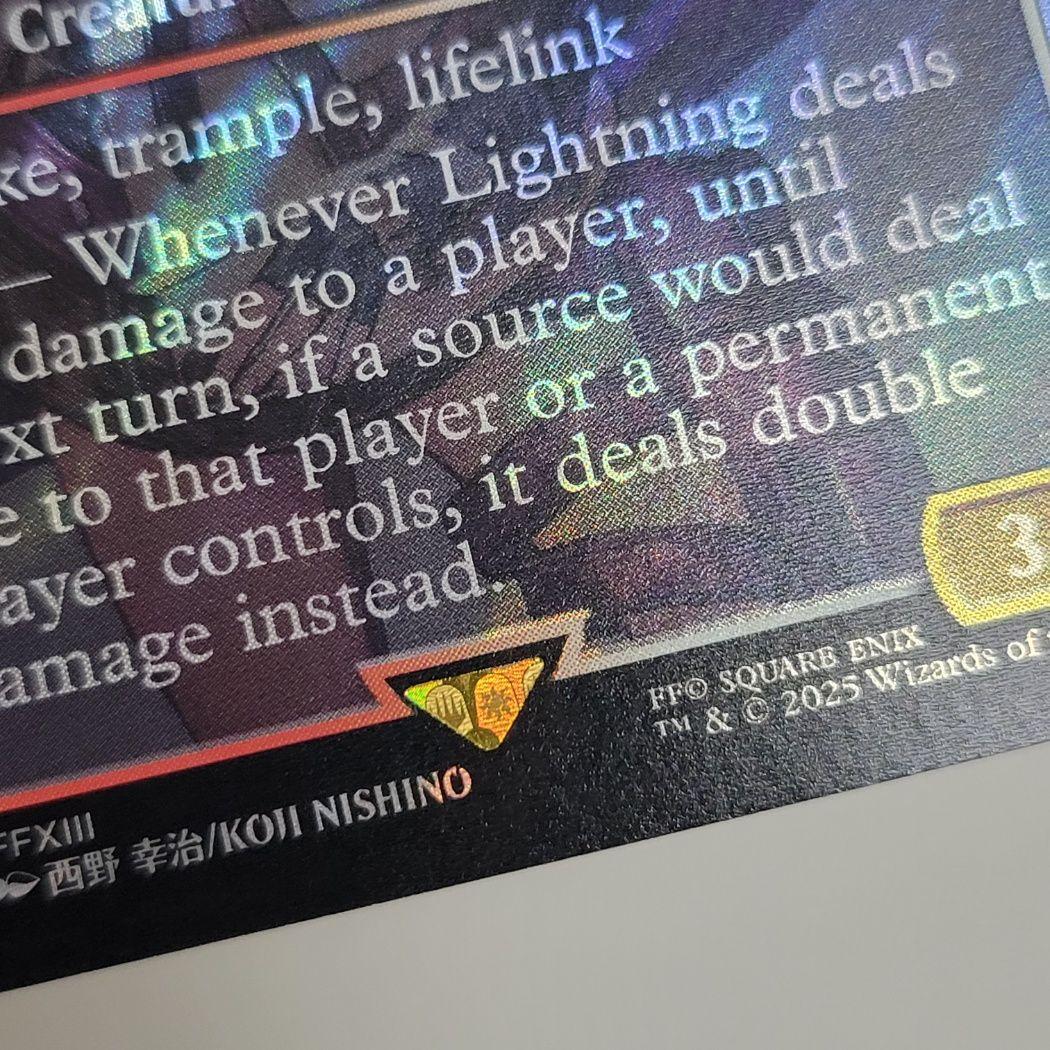 Creatur
ke, trample, lifelink
— Whenever Lightning deals
damage to a player, until
xt turn, if a source would deal
e to that player or a permanent
ayer controls, it deals double
amage instead.
3
FF© SQUARE ENIX
™ & © 2025 Wizards of
FFXIII
西野 幸治/KOJI NISHINO